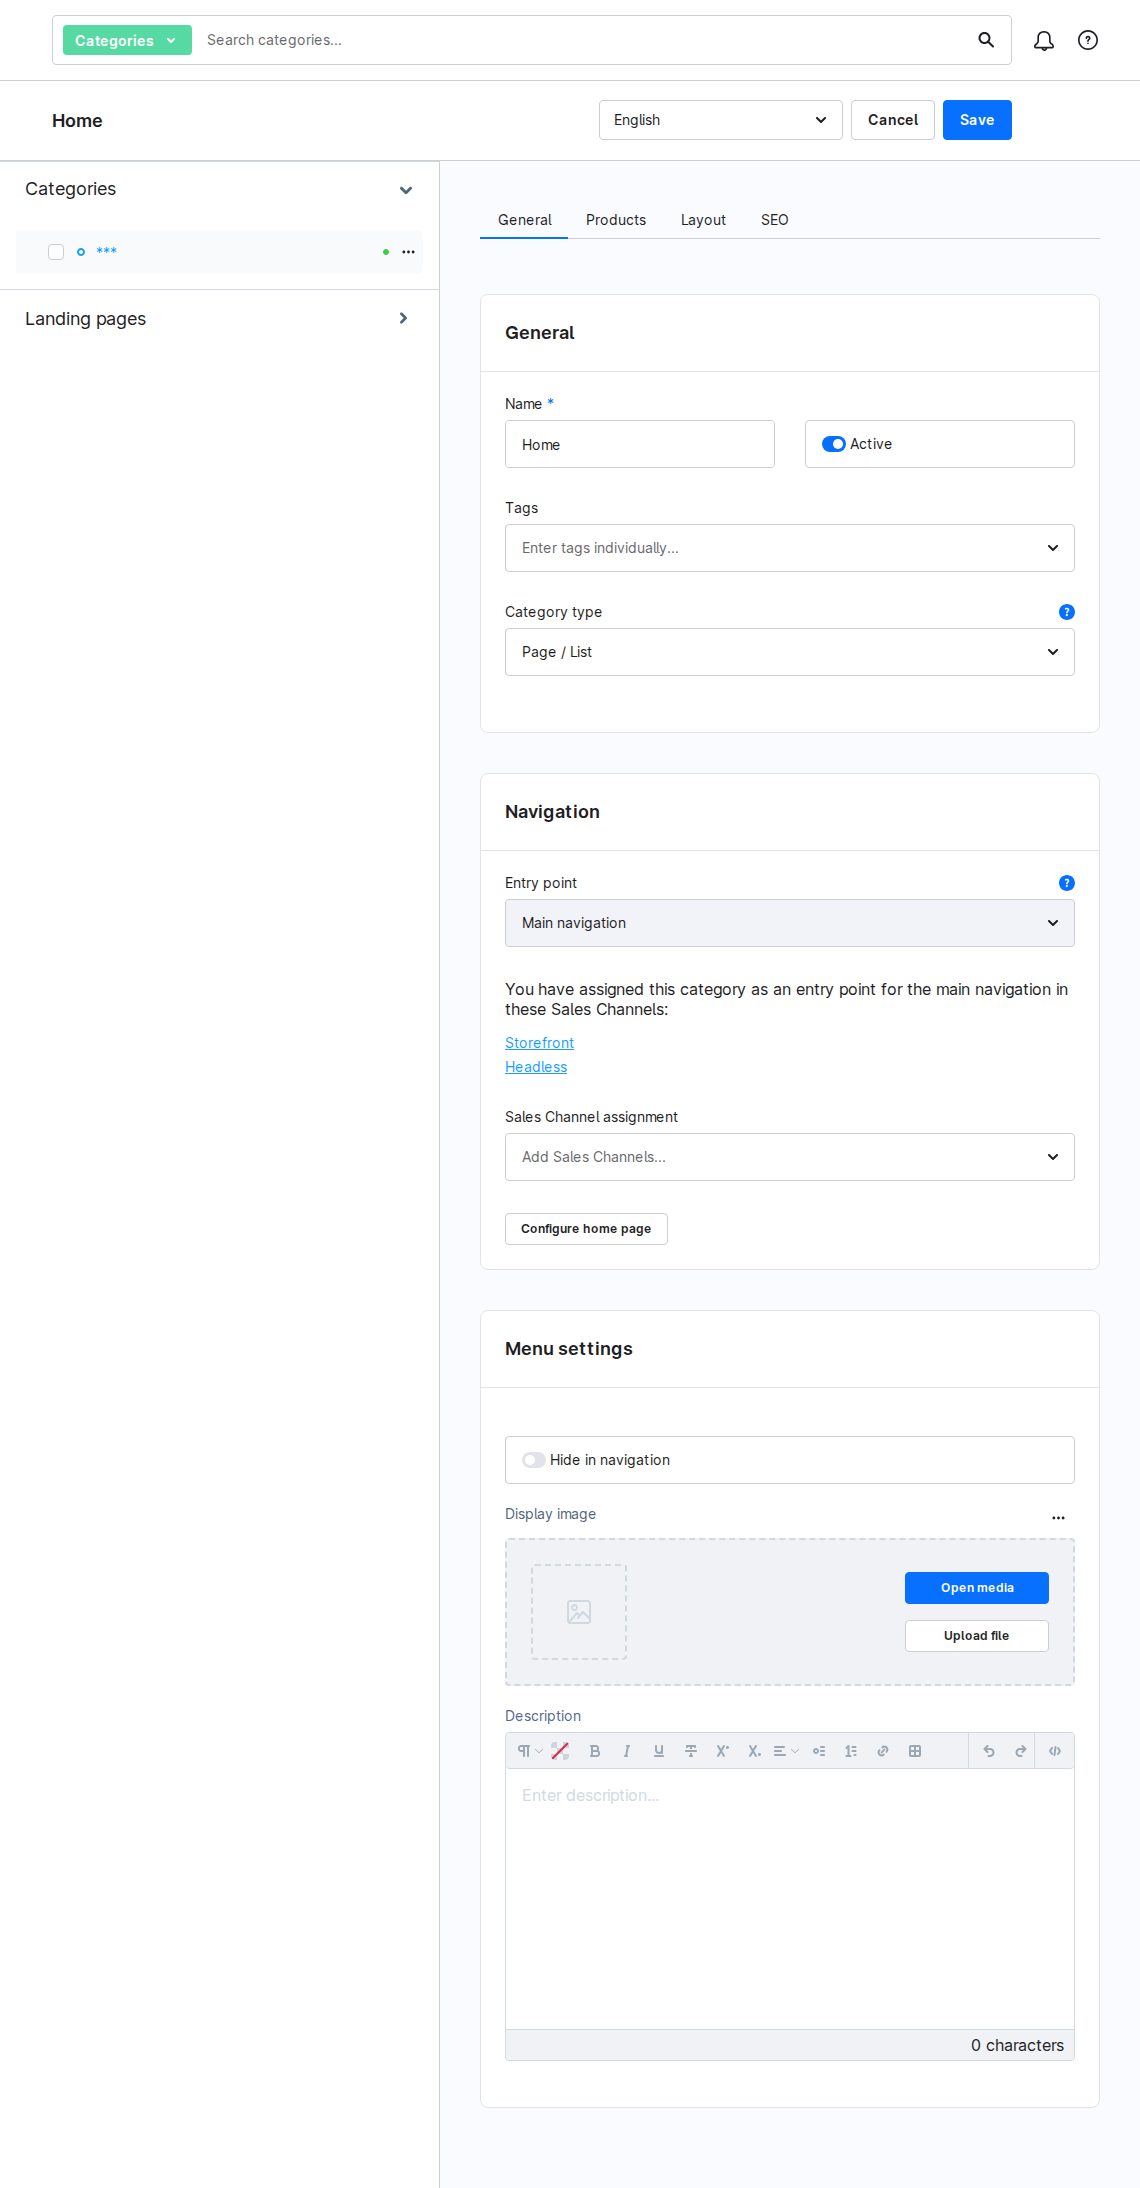 Categories
Search categories...
Home
English
Cancel
Save
Categories
***
Landing pages
General
Products
Layout
SEO
General
Name *
Home
Active
Tags
Enter tags individually...
Category type
Page / List
Navigation
Entry point
Main navigation
You have assigned this category as an entry point for the main navigation in
these Sales Channels:
Storefront
Headless
Sales Channel assignment
Add Sales Channels...
Configure home page
Menu settings
Hide in navigation
Display image
Open media
Upload file
Description
Enter description...
0 characters